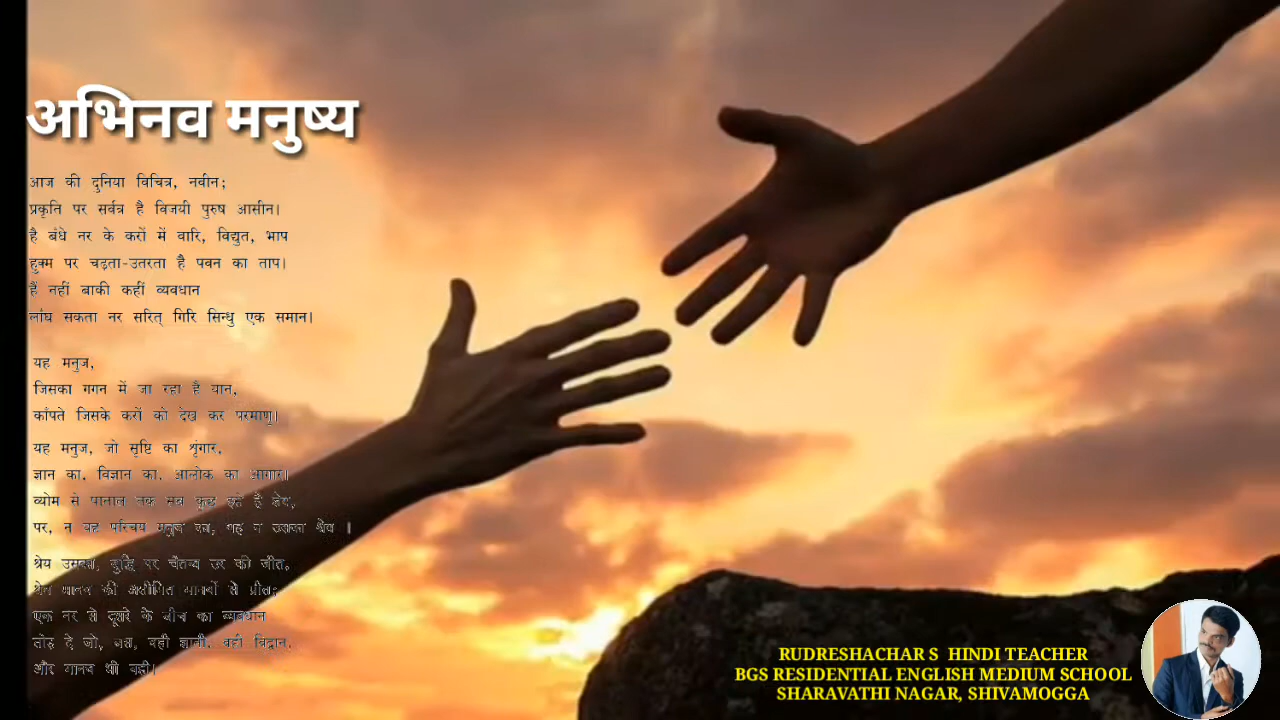 अभिनव मनुष्य
आज की दुनिया विचित्र, नवीन;
प्रकृति पर सर्वत्र है विजयी पुरुष आसीन।
है बंधे नर के करों में वारि, विद्युत, भाप
हुक्म पर चढ़ता-उतरता है पवन का ताप।
हैं नहीं बाकी कहीं व्यवधान
लाँघ सकता नर सरित् गिरि सिन्धु एक समान।
यह मनुज,
जिसका गगन में जा रहा है यान,
काँपते जिसके करों को देख कर परमाणु।
यह मनुज, जो सृष्टि का शृंगार,
ज्ञान का, विज्ञान का, आलोक का आगार।
व्योम से पाताल तक सब कुछ इसे है ज्ञेय,
पर, न यह परिचय मनुज का, यह न उसका श्रेय ।
श्रेय उसका, बुद्धि पर चैतन्य उर की जीत,
श्रेय मानव की असीमित मानवों से प्रीत;
एक नर से दूसरे के बीच का व्यवधान
तोड़ दे जो, बस, वही ज्ञानी, वही विद्वान,
और मानव भी वही।
RUDRESHACHAR S HINDI TEACHER
BGS RESIDENTIAL ENGLISH MEDIUM SCHOOL
SHARAVATHI NAGAR, SHIVAMOGGA